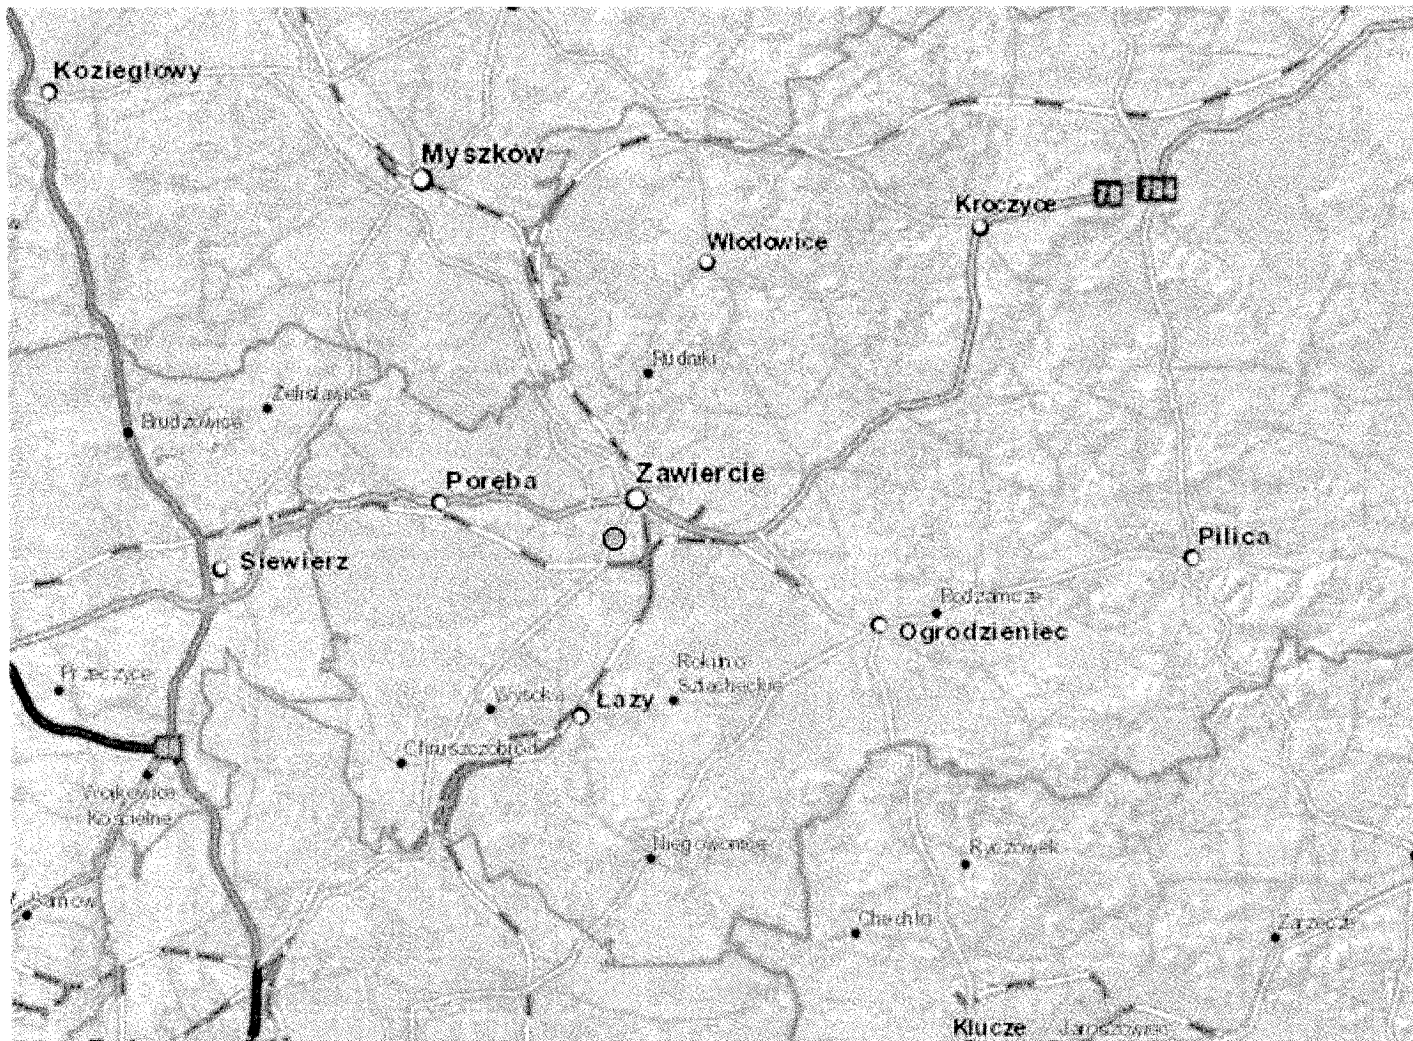 Koziegłowy
Myszków
78
794
Kroczyce
Włodowice
Rudniki
Żelisławice
Brudzowice
Zawiercie
Poręba
Pilica
Siewierz
Podzamcze
Ogrodzieniec
Rokitno
Szlacheckie
Przeczyce
Wysoka
Łazy
Chruszczobród
Wojkowice
Kościelne
Niegowonice
Ryczówek
Chechło
Zarzecze
Klucze
Jaroszowiec